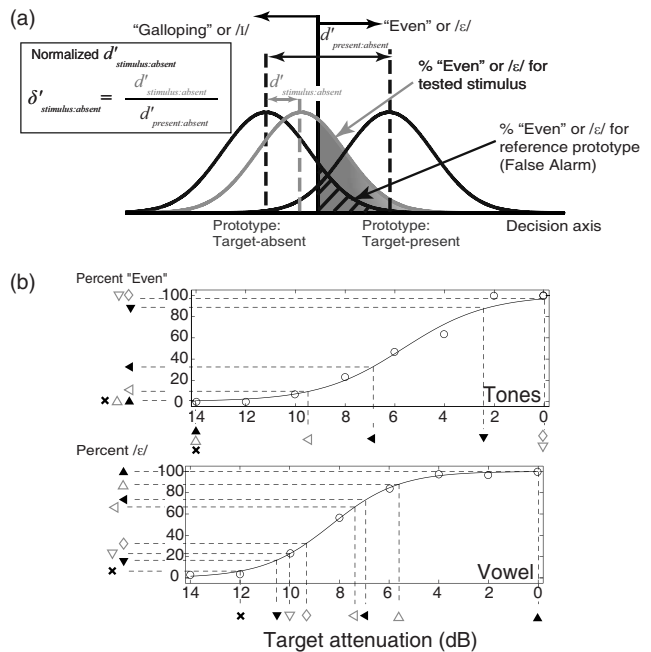 (a)
"Galloping" or /I/
"Even" or /ε/
Normalized d′stimulus:absent
δ′stimulus:absent = d′stimulus:absent / d′present:absent
d′present:absent
d′stimulus:absent
% "Even" or /ε/ for
tested stimulus
% "Even" or /ε/ for
reference prototype
(False Alarm)
Prototype:
Target-absent
Prototype:
Target-present
Decision axis
(b)
Percent "Even"
100
80
60
40
20
0
Tones
14 12 10 8 6 4 2 0
Percent /ε/
100
80
60
40
20
0
Vowel
14 12 10 8 6 4 2 0
Target attenuation (dB)